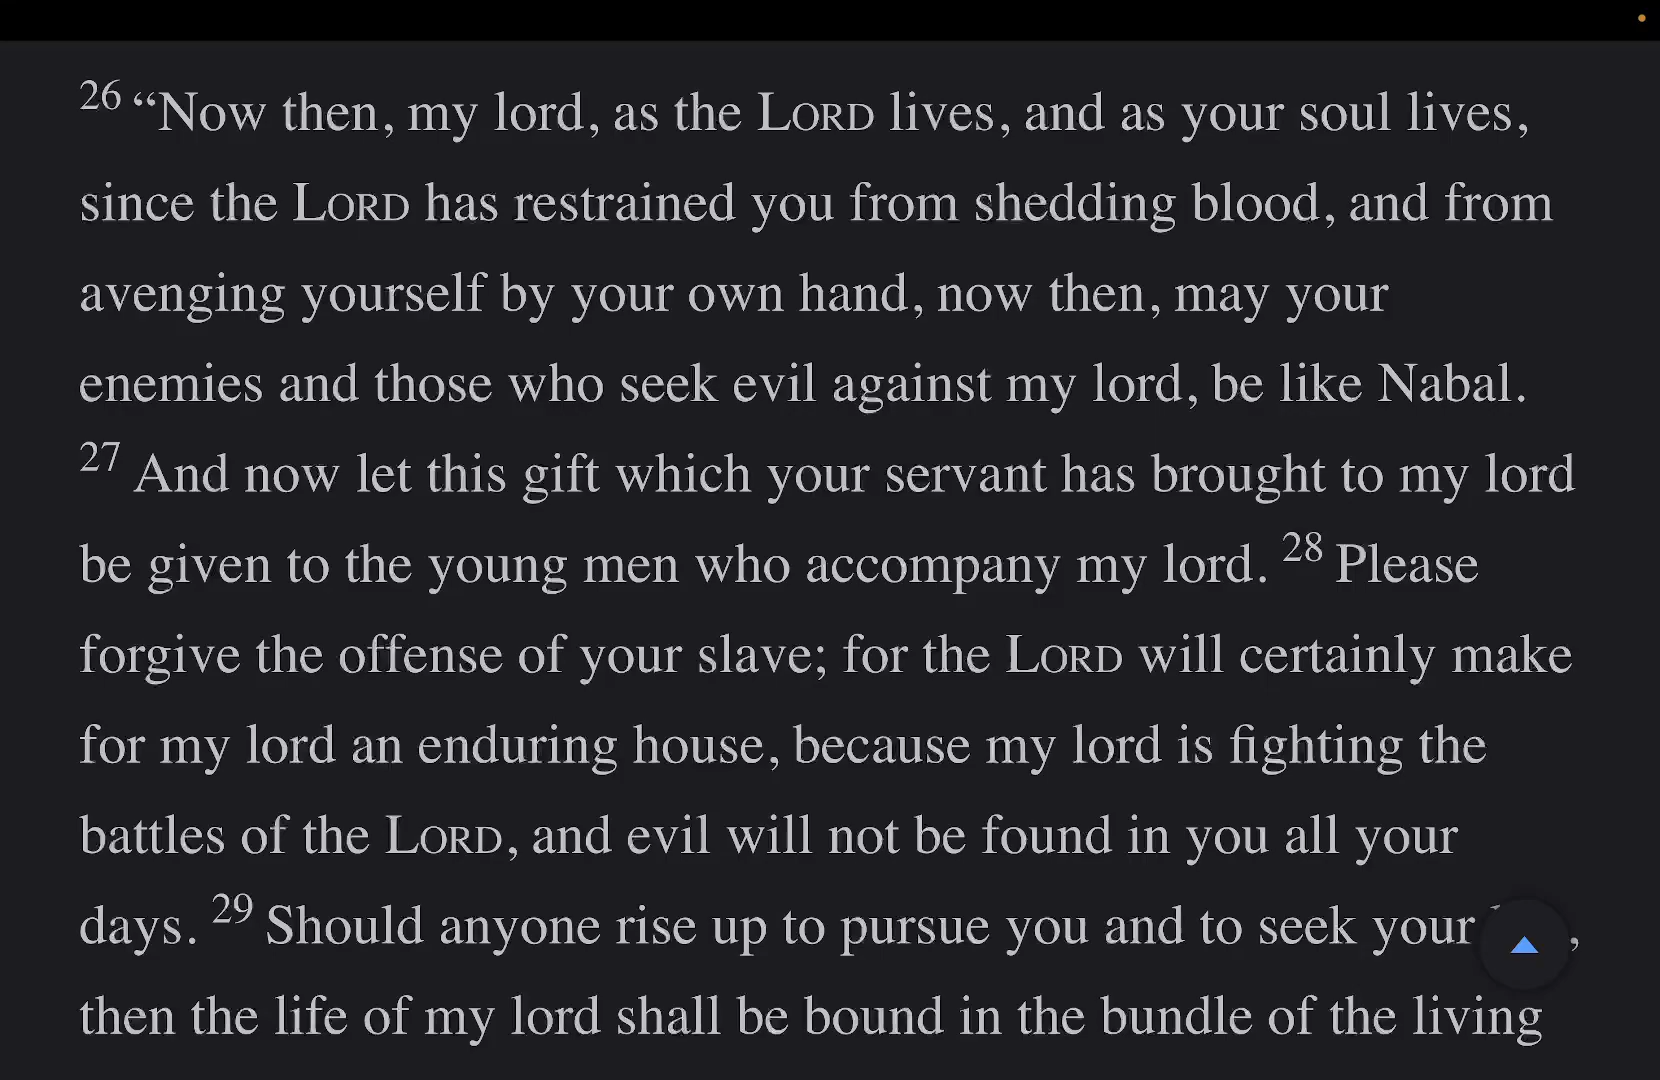 26 “Now then, my lord, as the LORD lives, and as your soul lives,
since the LORD has restrained you from shedding blood, and from
avenging yourself by your own hand, now then, may your
enemies and those who seek evil against my lord, be like Nabal.
27 And now let this gift which your servant has brought to my lord
be given to the young men who accompany my lord. 28 Please
forgive the offense of your slave; for the LORD will certainly make
for my lord an enduring house, because my lord is fighting the
battles of the LORD, and evil will not be found in you all your
days. 29 Should anyone rise up to pursue you and to seek your ,
then the life of my lord shall be bound in the bundle of the living